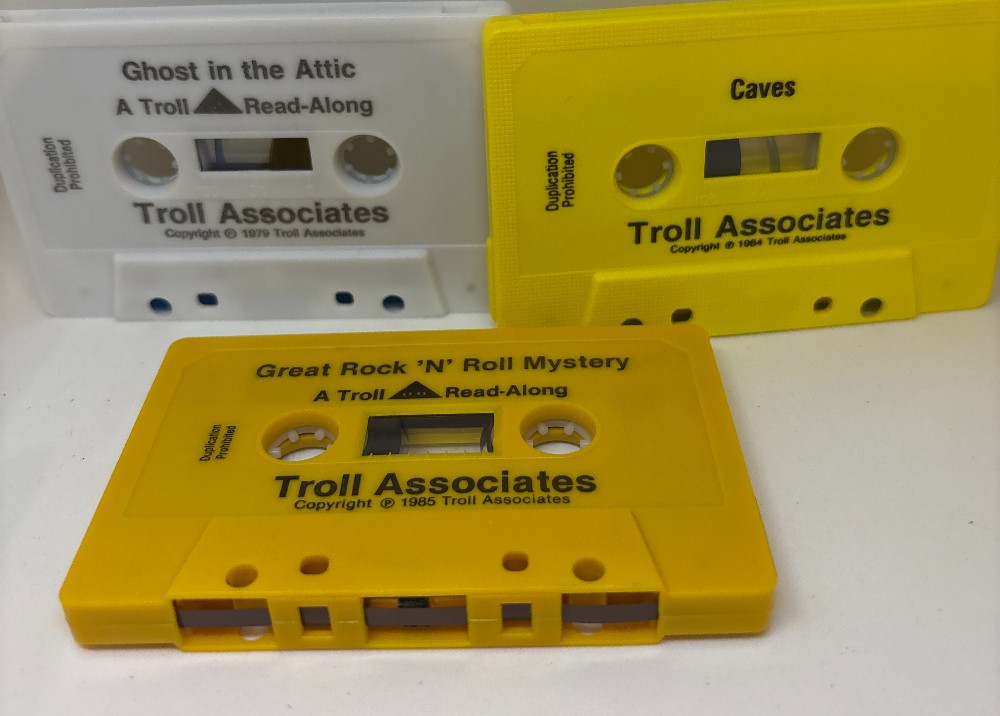 Ghost in the Attic
A Troll Read-Along
Duplication
Prohibited
Troll Associates
Copyright ℗ 1979 Troll Associates
Caves
Duplication
Prohibited
Troll Associates
Copyright ℗ 1984 Troll Associates
Great Rock 'N' Roll Mystery
A Troll Read-Along
Duplication
Prohibited
Troll Associates
Copyright ℗ 1985 Troll Associates